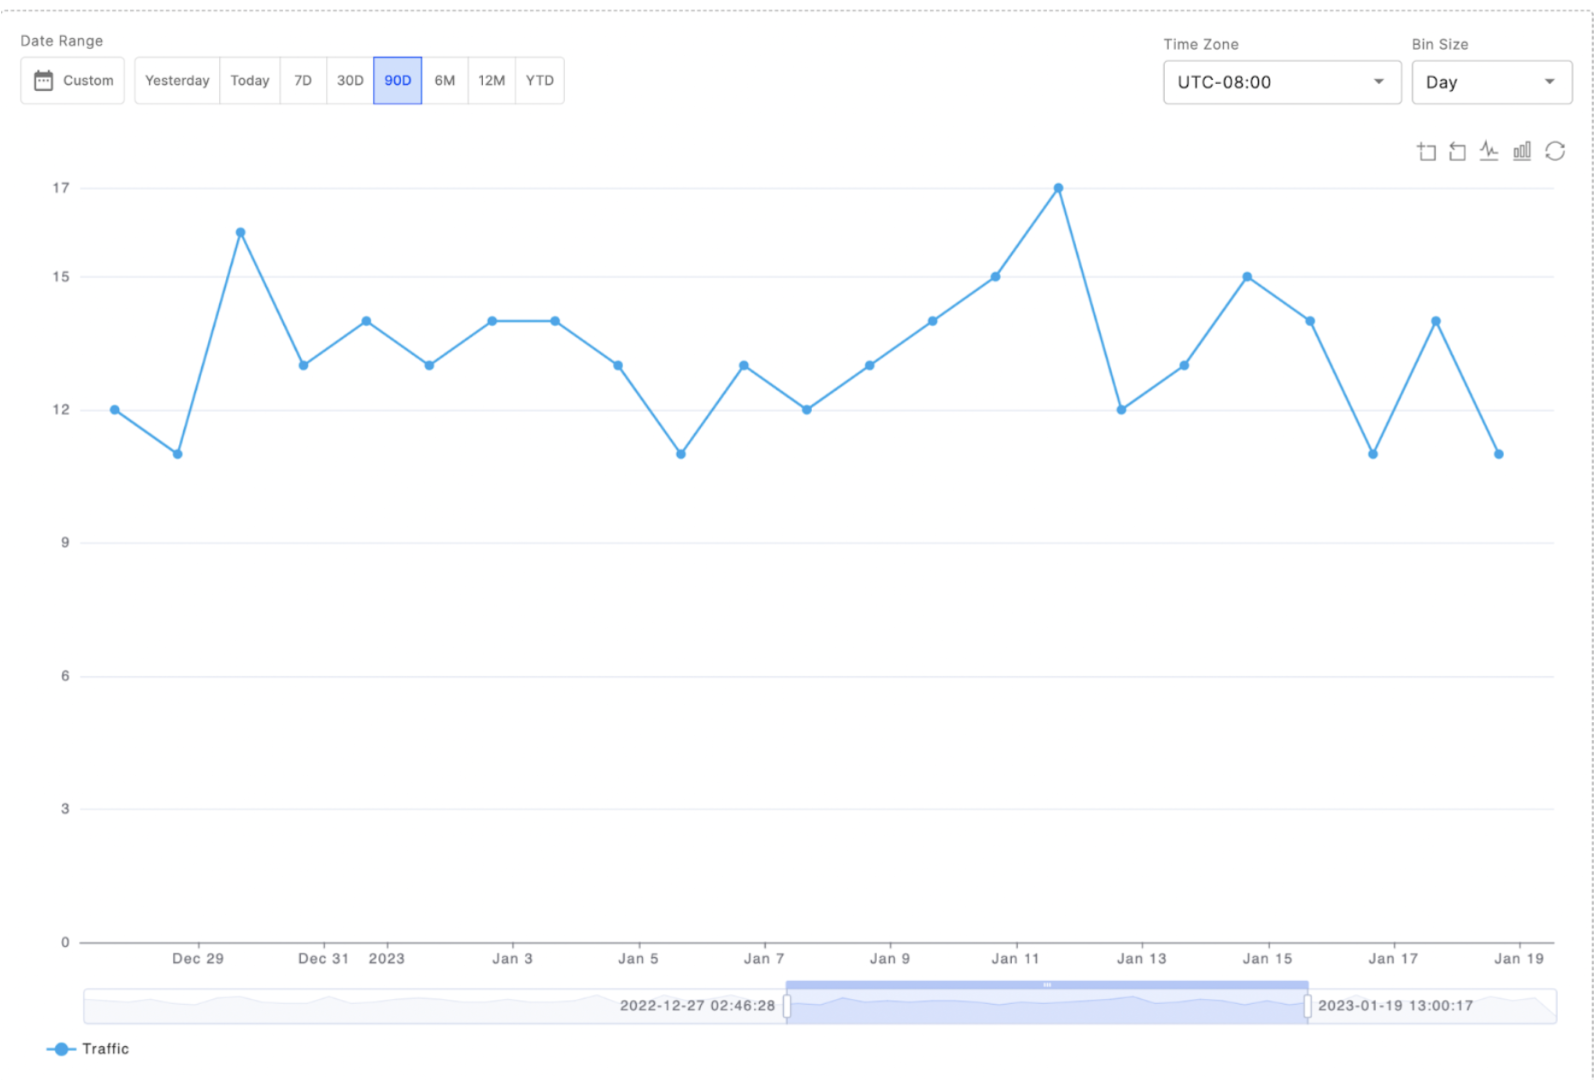 Date Range
Time Zone
Bin Size
Custom
Yesterday
Today
7D
30D
90D
6M
12M
YTD
UTC-08:00
Day
17
15
12
9
6
3
0
Dec 29
Dec 31
2023
Jan 3
Jan 5
Jan 7
Jan 9
Jan 11
Jan 13
Jan 15
Jan 17
Jan 19
2022-12-27 02:46:28
2023-01-19 13:00:17
Traffic